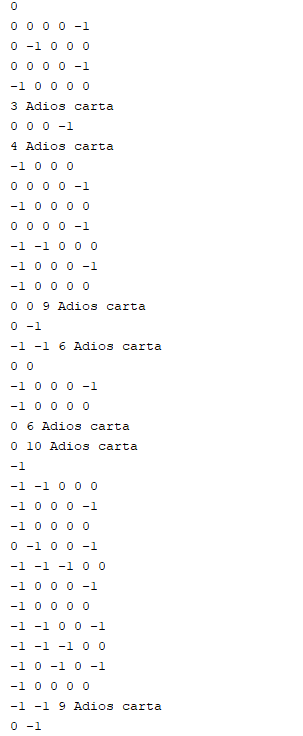 0
0 0 0 0 -1
0 -1 0 0 0
0 0 0 0 -1
-1 0 0 0 0
3 Adios carta
0 0 0 -1
4 Adios carta
-1 0 0 0
0 0 0 0 -1
-1 0 0 0 0
0 0 0 0 -1
-1 -1 0 0 0
-1 0 0 0 -1
-1 0 0 0 0
0 0 9 Adios carta
0 -1
-1 -1 6 Adios carta
0 0
-1 0 0 0 -1
-1 0 0 0 0
0 6 Adios carta
0 10 Adios carta
-1
-1 -1 0 0 0
-1 0 0 0 -1
-1 0 0 0 0
0 -1 0 0 -1
-1 -1 -1 0 0
-1 0 0 0 -1
-1 0 0 0 0
-1 -1 0 0 -1
-1 -1 -1 0 0
-1 0 -1 0 -1
-1 0 0 0 0
-1 -1 9 Adios carta
0 -1